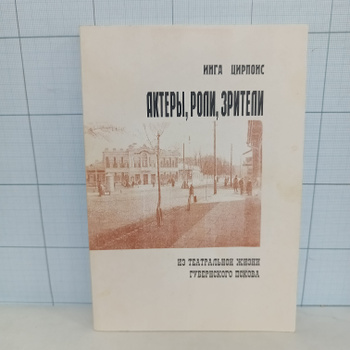 ИНГА ЦИРПОНС
АКТЕРЫ, РОЛИ, ЗРИТЕЛИ
ИЗ ТЕАТРАЛЬНОЙ ЖИЗНИ
ГУБЕРНСКОГО ПСКОВА